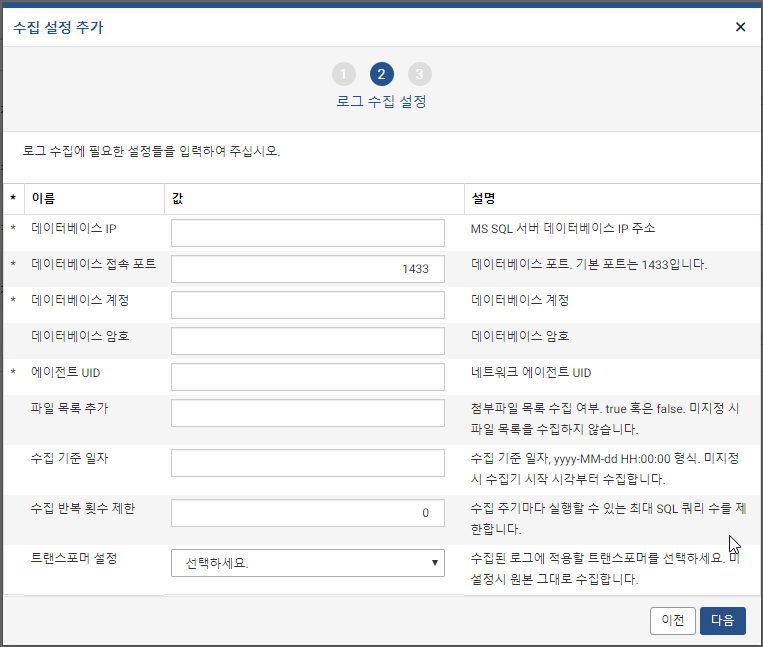 수집 설정 추가 ×
1 2 3
로그 수집 설정
로그 수집에 필요한 설정들을 입력하여 주십시오.
* 이름 값 설명
* 데이터베이스 IP MS SQL 서버 데이터베이스 IP 주소
* 데이터베이스 접속 포트 1433 데이터베이스 포트. 기본 포트는 1433입니다.
* 데이터베이스 계정 데이터베이스 계정
데이터베이스 암호 데이터베이스 암호
* 에이전트 UID 네트워크 에이전트 UID
파일 목록 추가 첨부파일 목록 수집 여부. true 혹은 false. 미지정 시
파일 목록을 수집하지 않습니다.
수집 기준 일자 수집 기준 일자, yyyy-MM-dd HH:00:00 형식. 미지정
시 수집기 시작 시각부터 수집합니다.
수집 반복 횟수 제한 0 수집 주기마다 실행할 수 있는 최대 SQL 쿼리 수를 제
한합니다.
트랜스포머 설정 선택하세요. ▼ 수집된 로그에 적용할 트랜스포머를 선택하세요. 미
설정시 원본 그대로 수집합니다.
이전 다음